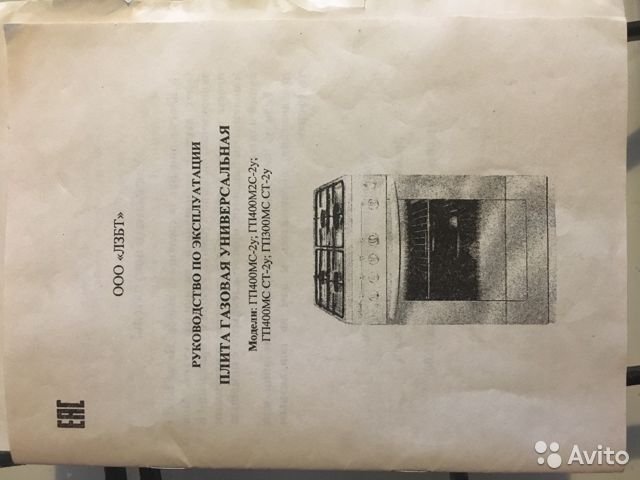 EAC
ООО «ЛЗБТ»
РУКОВОДСТВО ПО ЭКСПЛУАТАЦИИ
ПЛИТА ГАЗОВАЯ УНИВЕРСАЛЬНАЯ
Модели: ГП400МС-2у; ГП400М2С-2у;
ГП400МС СТ-2у; ГП300МС СТ-2у
Avito